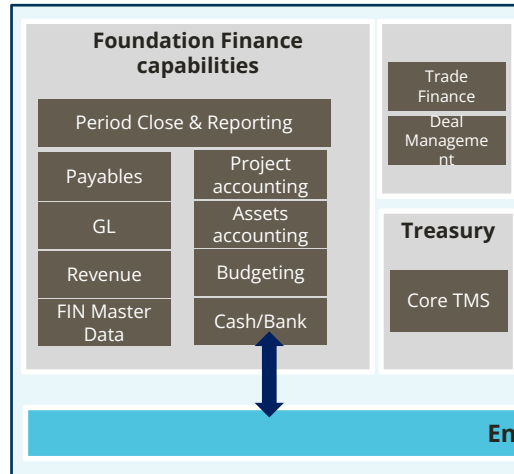 Foundation Finance
capabilities
Period Close & Reporting
Payables
Project
accounting
GL
Assets
accounting
Revenue
Budgeting
FIN Master
Data
Cash/Bank
Trade
Finance
Deal
Manageme
nt
Treasury
Core TMS
En